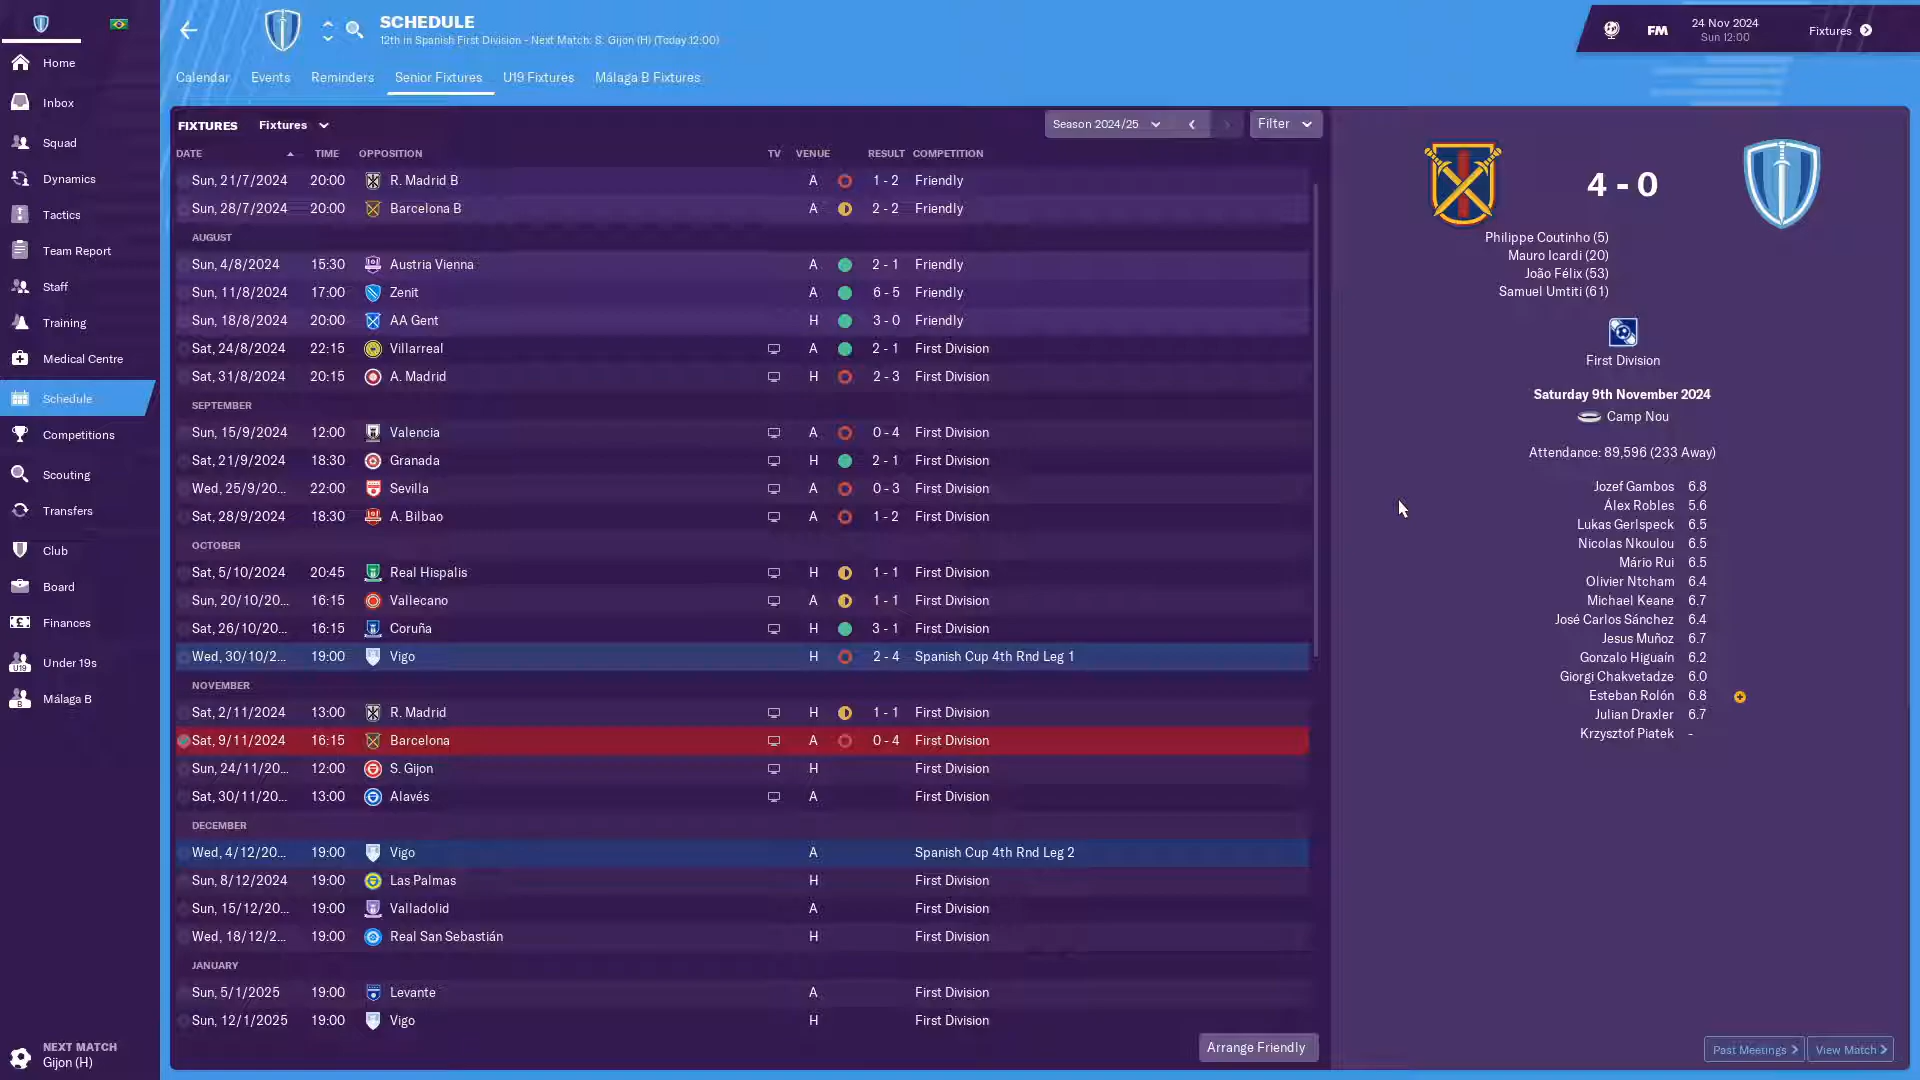 SCHEDULE
12th in Spanish First Division - Next Match: S. Gijon (H) (Today 12:00)
FM
24 Nov 2024
Sun 12:00
Fixtures
Calendar Events Reminders Senior Fixtures U19 Fixtures Málaga B Fixtures
Home
Inbox
Squad
Dynamics
Tactics
Team Report
Staff
Training
Medical Centre
Schedule
Competitions
Scouting
Transfers
Club
Board
Finances
U19 Under 19s
B Málaga B
NEXT MATCH
Gijon (H)
FIXTURES Fixtures Season 2024/25 Filter
DATE TIME OPPOSITION TV VENUE RESULT COMPETITION
Sun, 21/7/2024 20:00 R. Madrid B A 1 - 2 Friendly
Sun, 28/7/2024 20:00 Barcelona B A 2 - 2 Friendly
AUGUST
Sun, 4/8/2024 15:30 Austria Vienna A 2 - 1 Friendly
Sun, 11/8/2024 17:00 Zenit A 6 - 5 Friendly
Sun, 18/8/2024 20:00 AA Gent H 3 - 0 Friendly
Sat, 24/8/2024 22:15 Villarreal A 2 - 1 First Division
Sat, 31/8/2024 20:15 A. Madrid H 2 - 3 First Division
SEPTEMBER
Sun, 15/9/2024 12:00 Valencia A 0 - 4 First Division
Sat, 21/9/2024 18:30 Granada H 2 - 1 First Division
Wed, 25/9/20... 22:00 Sevilla A 0 - 3 First Division
Sat, 28/9/2024 18:30 A. Bilbao A 1 - 2 First Division
OCTOBER
Sat, 5/10/2024 20:45 Real Hispalis H 1 - 1 First Division
Sun, 20/10/20... 16:15 Vallecano A 1 - 1 First Division
Sat, 26/10/20... 16:15 Coruña H 3 - 1 First Division
Wed, 30/10/2... 19:00 Vigo H 2 - 4 Spanish Cup 4th Rnd Leg 1
NOVEMBER
Sat, 2/11/2024 13:00 R. Madrid H 1 - 1 First Division
Sat, 9/11/2024 16:15 Barcelona A 0 - 4 First Division
Sun, 24/11/20... 12:00 S. Gijon H First Division
Sat, 30/11/20... 13:00 Alavés A First Division
DECEMBER
Wed, 4/12/20... 19:00 Vigo A Spanish Cup 4th Rnd Leg 2
Sun, 8/12/2024 19:00 Las Palmas H First Division
Sun, 15/12/20... 19:00 Valladolid A First Division
Wed, 18/12/2... 19:00 Real San Sebastián H First Division
JANUARY
Sun, 5/1/2025 19:00 Levante A First Division
Sun, 12/1/2025 19:00 Vigo H First Division
Arrange Friendly
4 - 0
Philippe Coutinho (5)
Mauro Icardi (20)
João Félix (53)
Samuel Umtiti (61)
First Division
Saturday 9th November 2024
Camp Nou
Attendance: 89,596 (233 Away)
Jozef Gambos 6.8
Álex Robles 5.6
Lukas Gerlspeck 6.5
Nicolas Nkoulou 6.5
Mário Rui 6.5
Olivier Ntcham 6.4
Michael Keane 6.7
José Carlos Sánchez 6.4
Jesus Muñoz 6.7
Gonzalo Higuaín 6.2
Giorgi Chakvetadze 6.0
Esteban Rolón 6.8
Julian Draxler 6.7
Krzysztof Piatek -
Past Meetings View Match